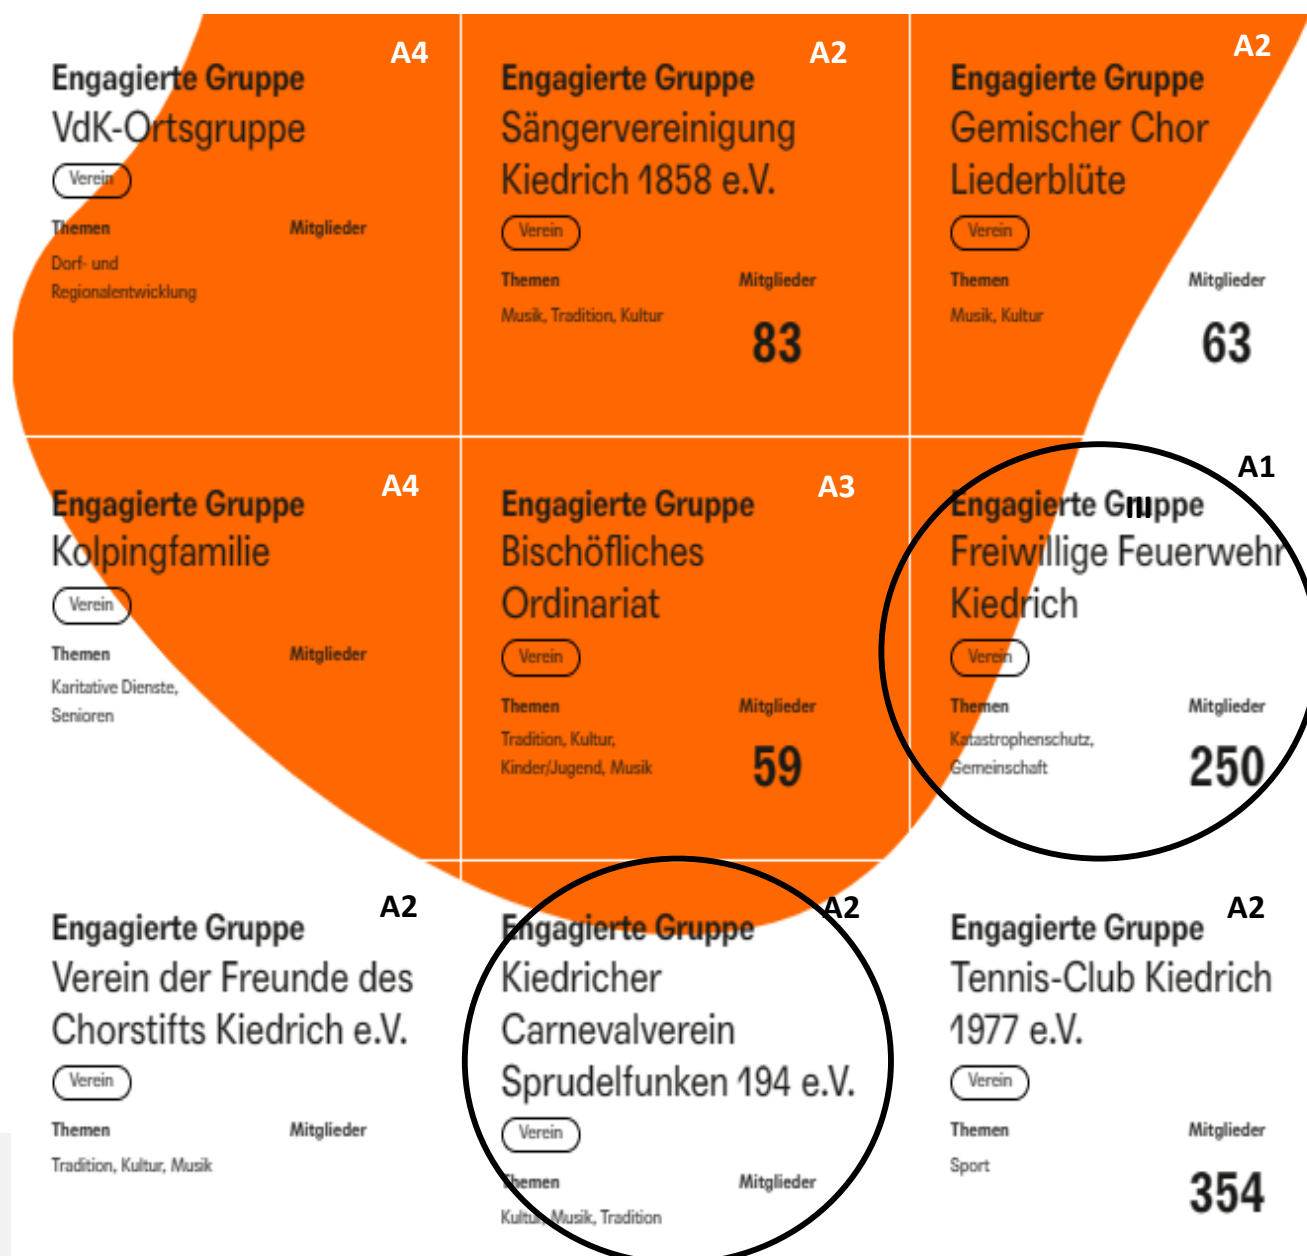 A4
Engagierte Gruppe
VdK-Ortsgruppe
Verein
Themen Mitglieder
Dorf- und
Regionalentwicklung
A2
Engagierte Gruppe
Sängervereinigung
Kiedrich 1858 e.V.
Verein
Themen Mitglieder
Musik, Tradition, Kultur
83
A2
Engagierte Gruppe
Gemischer Chor
Liederblüte
Verein
Themen Mitglieder
Musik, Kultur
63
A4
Engagierte Gruppe
Kolpingfamilie
Verein
Themen Mitglieder
Karitative Dienste,
Senioren
A3
Engagierte Gruppe
Bischöfliches
Ordinariat
Verein
Themen Mitglieder
Tradition, Kultur,
Kinder/Jugend, Musik
59
A1
Engagierte Gruppe
Freiwillige Feuerwehr
Kiedrich
Verein
Themen Mitglieder
Katastrophenschutz,
Gemeinschaft
250
A2
Engagierte Gruppe
Verein der Freunde des
Chorstifts Kiedrich e.V.
Verein
Themen Mitglieder
Tradition, Kultur, Musik
A2
Engagierte Gruppe
Kiedricher
Carnevalverein
Sprudelfunken 194 e.V.
Verein
Themen Mitglieder
Kultur, Musik, Tradition
A2
Engagierte Gruppe
Tennis-Club Kiedrich
1977 e.V.
Verein
Themen Mitglieder
Sport
354